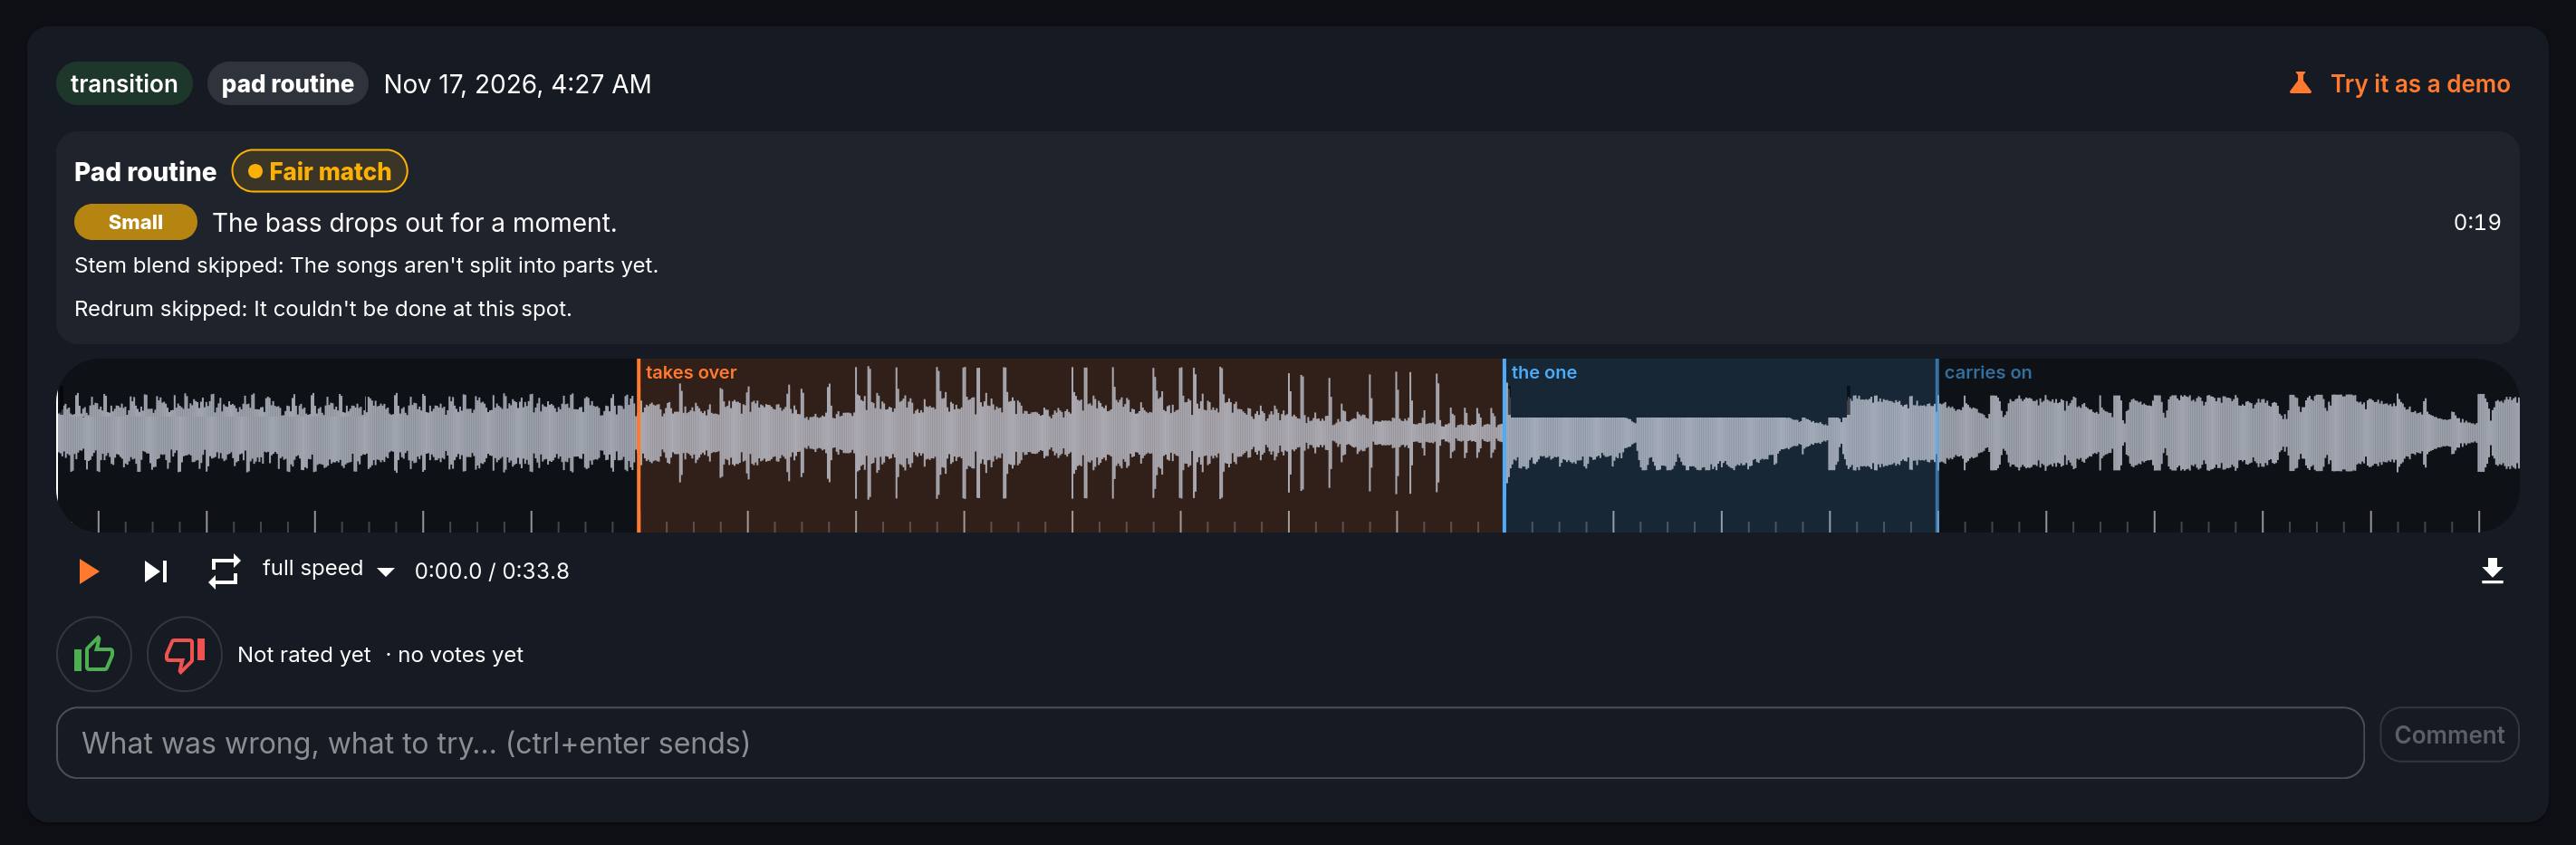 transition pad routine Nov 17, 2026, 4:27 AM Try it as a demo
Pad routine Fair match
Small The bass drops out for a moment. 0:19
Stem blend skipped: The songs aren't split into parts yet.
Redrum skipped: It couldn't be done at this spot.
takes over the one carries on
full speed 0:00.0 / 0:33.8
Not rated yet · no votes yet
What was wrong, what to try... (ctrl+enter sends) Comment